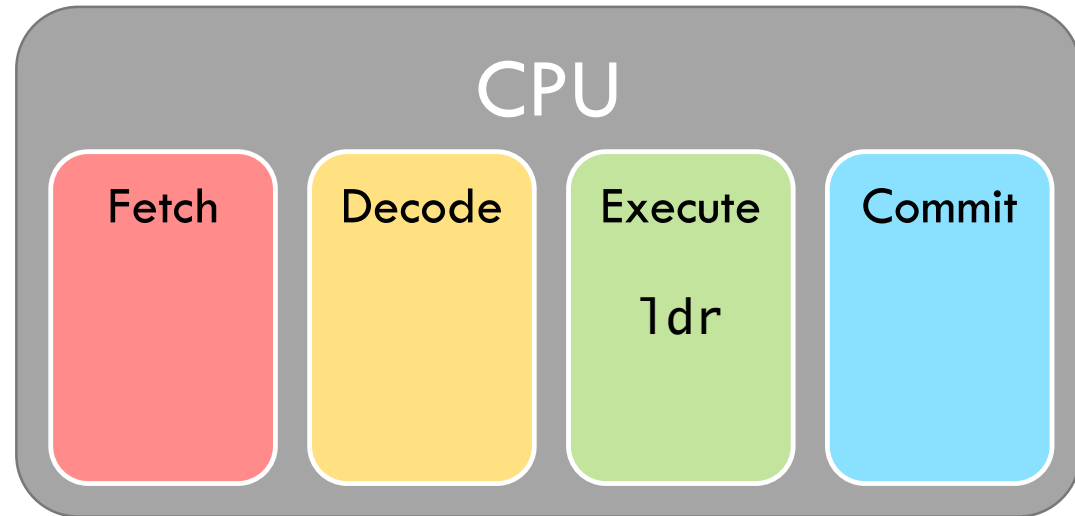 CPU
Fetch
Decode
Execute
Commit
ldr